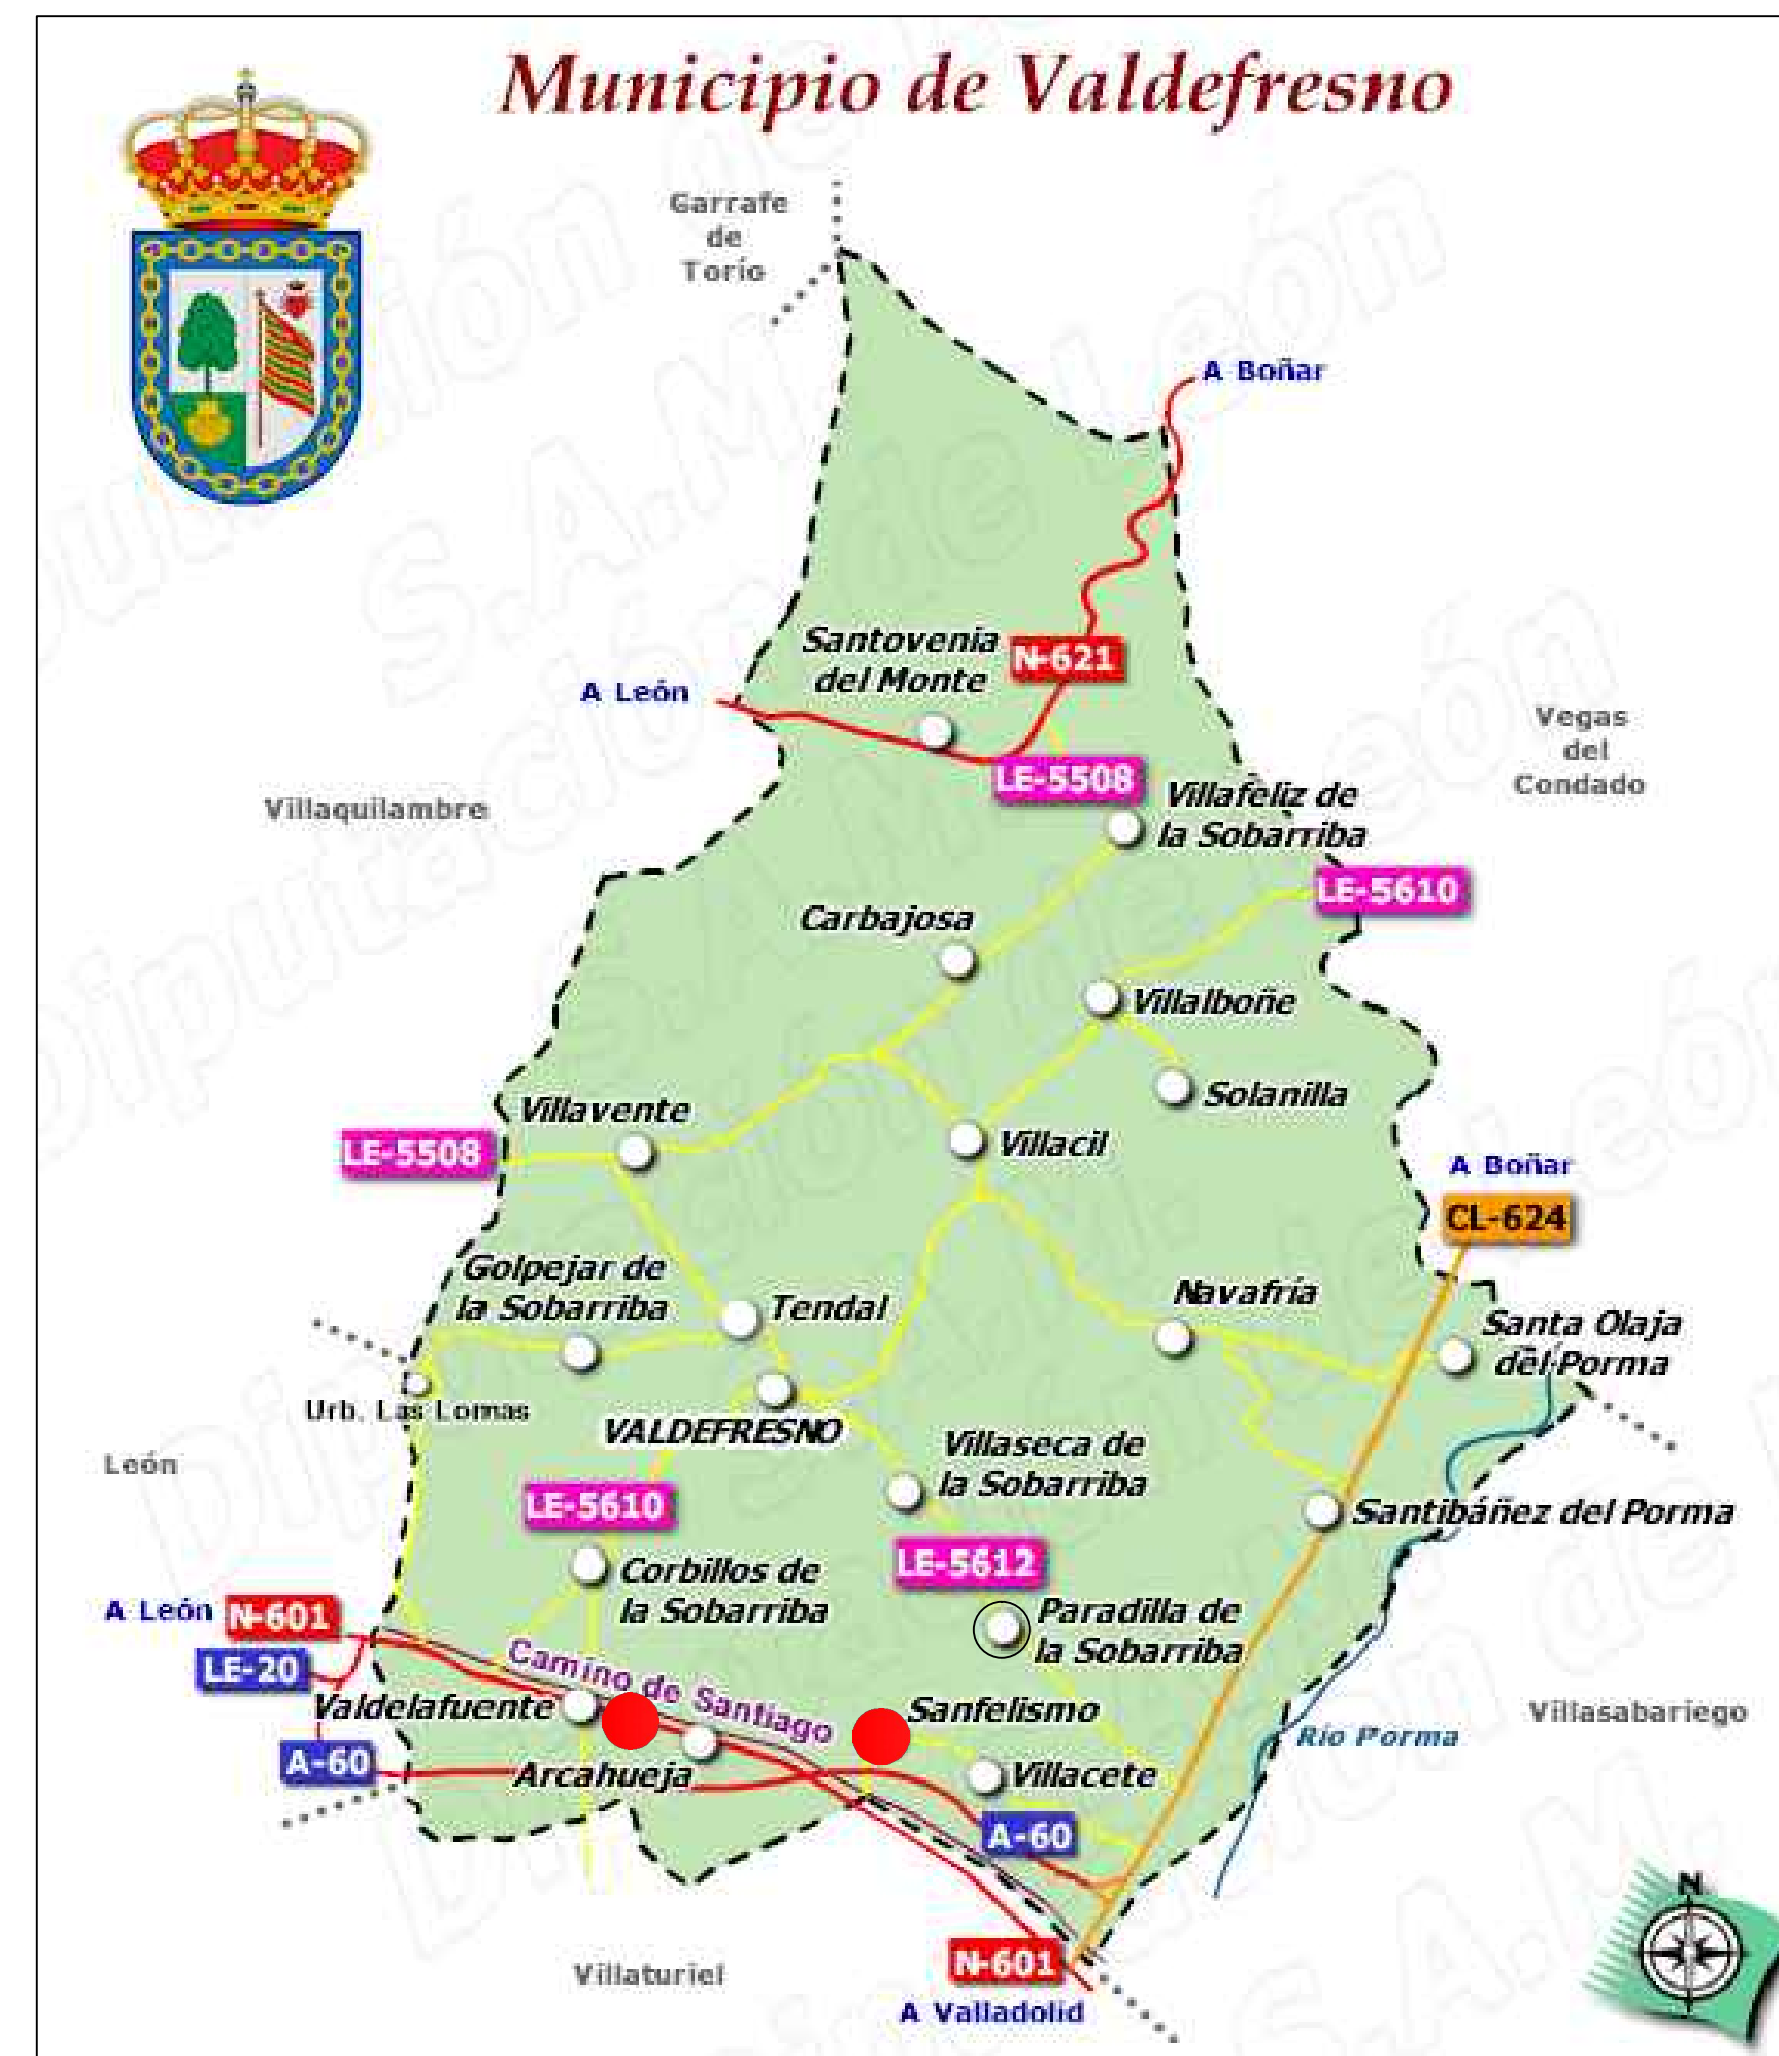 Municipio de Valdefresno
Garrafe
de
Torío
A Boñar
Santovenia
del Monte
N-621
A León
Vegas
del
Condado
LE-5508
Villafeliz de
la Sobarriba
Villaquilambre
LE-5610
Carbajosa
Villalboñe
Solanilla
Villavente
LE-5508
Villacil
A Boñar
CL-624
Golpejar de
la Sobarriba
Tendal
Navafría
Santa Olaja
del Porma
Urb. Las Lomas
VALDEFRESNO
León
Villaseca de
la Sobarriba
LE-5610
Santibáñez del Porma
LE-5612
Corbillos de
la Sobarriba
A León
N-601
Paradilla de
la Sobarriba
LE-20
Camino de Santiago
Valdelafuente
Sanfelismo
Villasabariego
Río Porma
A-60
Arcahueja
Villacete
A-60
N
N-601
Villaturiel
A Valladolid
S.A.M.
Diputación de León